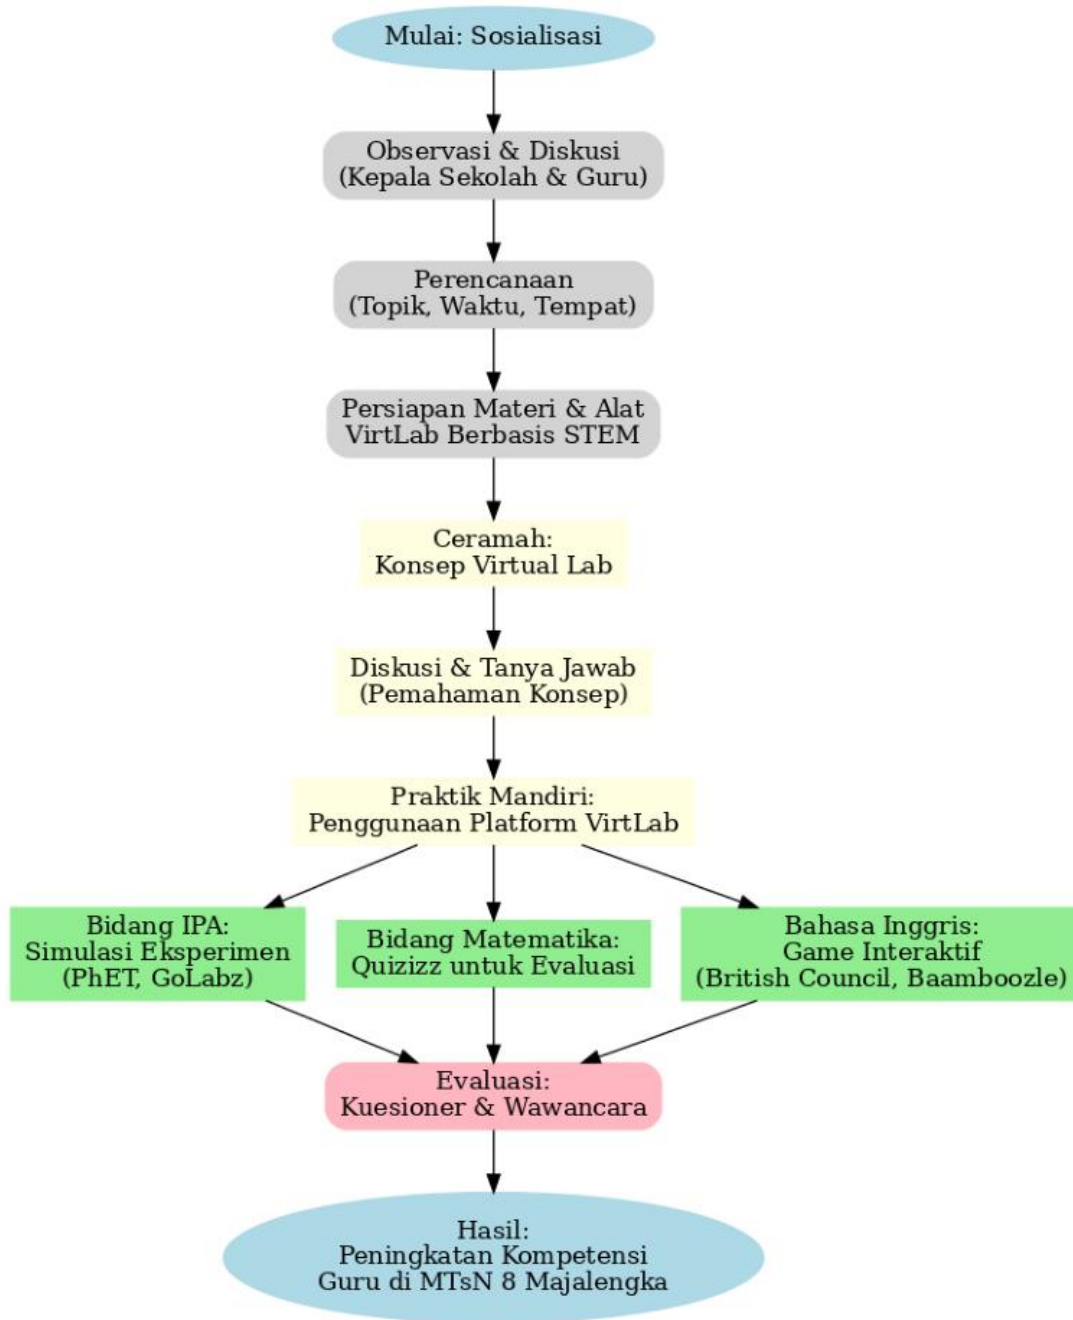 Mulai: Sosialisasi
Observasi & Diskusi
(Kepala Sekolah & Guru)
Perencanaan
(Topik, Waktu, Tempat)
Persiapan Materi & Alat
VirtLab Berbasis STEM
Ceramah:
Konsep Virtual Lab
Diskusi & Tanya Jawab
(Pemahaman Konsep)
Praktik Mandiri:
Penggunaan Platform VirtLab
Bidang IPA:
Simulasi Eksperimen
(PhET, GoLabz)
Bidang Matematika:
Quizizz untuk Evaluasi
Bahasa Inggris:
Game Interaktif
(British Council, Baamboozle)
Evaluasi:
Kuesioner & Wawancara
Hasil:
Peningkatan Kompetensi
Guru di MTsN 8 Majalengka